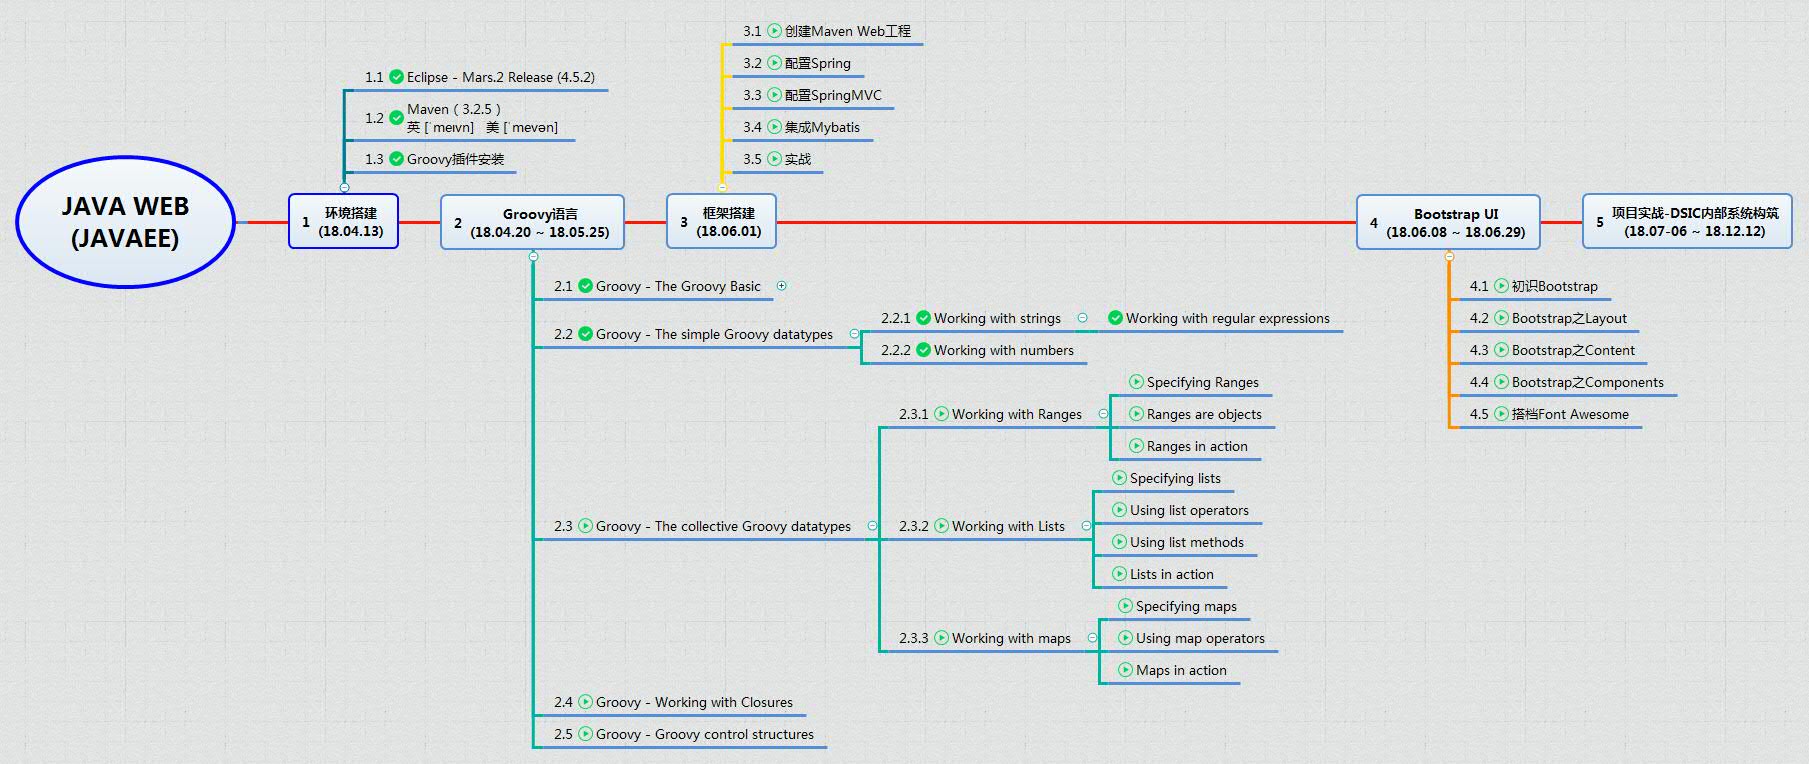 JAVA WEB
(JAVAEE)
1 环境搭建
(18.04.13)
1.1 Eclipse - Mars.2 Release (4.5.2)
1.2 Maven（3.2.5）
英 [ˈmeɪvn] 美 [ˈmevən]
1.3 Groovy插件安装
2 Groovy语言
(18.04.20 ~ 18.05.25)
2.1 Groovy - The Groovy Basic
2.2 Groovy - The simple Groovy datatypes
2.2.1 Working with strings
Working with regular expressions
2.2.2 Working with numbers
2.3 Groovy - The collective Groovy datatypes
2.3.1 Working with Ranges
Specifying Ranges
Ranges are objects
Ranges in action
2.3.2 Working with Lists
Specifying lists
Using list operators
Using list methods
Lists in action
2.3.3 Working with maps
Specifying maps
Using map operators
Maps in action
2.4 Groovy - Working with Closures
2.5 Groovy - Groovy control structures
3 框架搭建
(18.06.01)
3.1 创建Maven Web工程
3.2 配置Spring
3.3 配置SpringMVC
3.4 集成Mybatis
3.5 实战
4 Bootstrap UI
(18.06.08 ~ 18.06.29)
4.1 初识Bootstrap
4.2 Bootstrap之Layout
4.3 Bootstrap之Content
4.4 Bootstrap之Components
4.5 搭档Font Awesome
5 项目实战-DSIC内部系统构筑
(18.07-06 ~ 18.12.12)